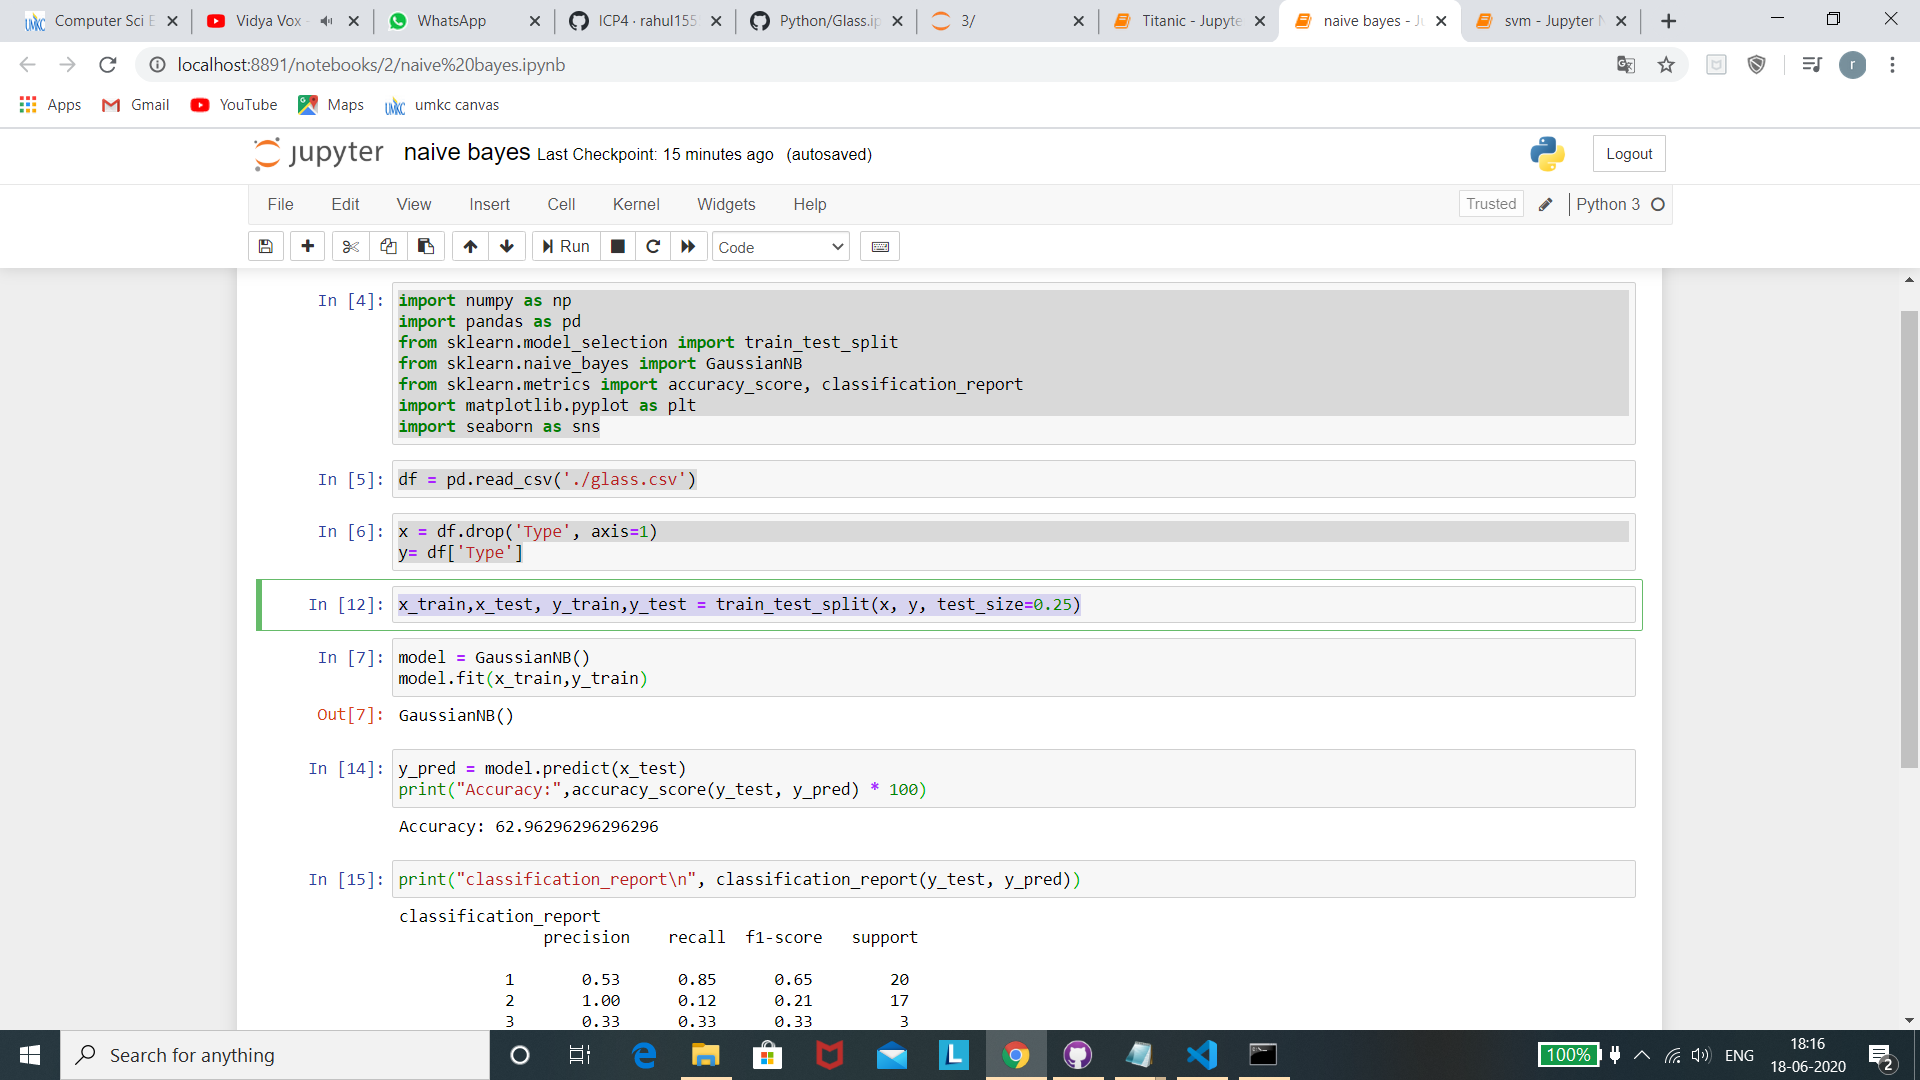 Computer Sci E
Vidya Vox -
WhatsApp
ICP4 · rahul155
Python/Glass.ip
3/
Titanic - Jupyte
naive bayes - Ju
svm - Jupyter N
localhost:8891/notebooks/2/naive%20bayes.ipynb
r
Apps
Gmail
YouTube
Maps
UMKC
umkc canvas
jupyter
naive bayes Last Checkpoint: 15 minutes ago (autosaved)
Logout
File Edit View Insert Cell Kernel Widgets Help
Trusted
Python 3
Run
Code
In [4]: import numpy as np
import pandas as pd
from sklearn.model_selection import train_test_split
from sklearn.naive_bayes import GaussianNB
from sklearn.metrics import accuracy_score, classification_report
import matplotlib.pyplot as plt
import seaborn as sns
In [5]: df = pd.read_csv('./glass.csv')
In [6]: x = df.drop('Type', axis=1)
y= df['Type']
In [12]: x_train,x_test, y_train,y_test = train_test_split(x, y, test_size=0.25)
In [7]: model = GaussianNB()
model.fit(x_train,y_train)
Out[7]: GaussianNB()
In [14]: y_pred = model.predict(x_test)
print("Accuracy:",accuracy_score(y_test, y_pred) * 100)
Accuracy: 62.96296296296296
In [15]: print("classification_report\n", classification_report(y_test, y_pred))
classification_report
precision recall f1-score support
1 0.53 0.85 0.65 20
2 1.00 0.12 0.21 17
3 0.33 0.33 0.33 3
Search for anything
L
100%
ENG
18:16
18-06-2020
2